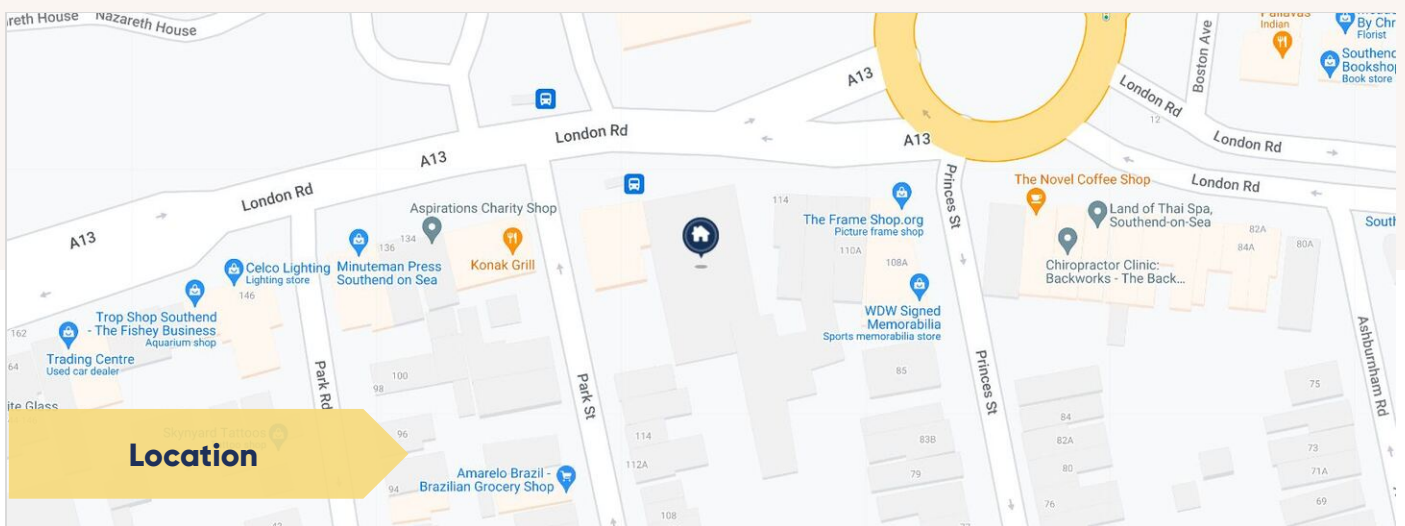 reth House
Nazareth House
A13
London Rd
A13
London Rd
A13
A13
London Rd
Boston Ave
Indian
By Chr
Florist
Bookshop
Book store
12
London Rd
London Rd
Princes St
The Novel Coffee Shop
Land of Thai Spa,
Southend-on-Sea
Chiropractor Clinic:
Backworks - The Back...
82A
84A
80A
South
114
The Frame Shop.org
Picture frame shop
110A
108A
WDW Signed
Memorabilia
Sports memorabilia store
Aspirations Charity Shop
134
136
Konak Grill
Minuteman Press
Southend on Sea
Celco Lighting
Lighting store
146
Trop Shop Southend
- The Fishey Business
Aquarium shop
162
64
Trading Centre
Used car dealer
ite Glass
Park Rd
100
98
96
94
Park St
Amarelo Brazil -
Brazilian Grocery Shop
114
112A
108
85
83B
79
Princes St
84
82A
80
76
75
73
71A
69
Ashburnham Rd
Skynyard Tattoos
Location